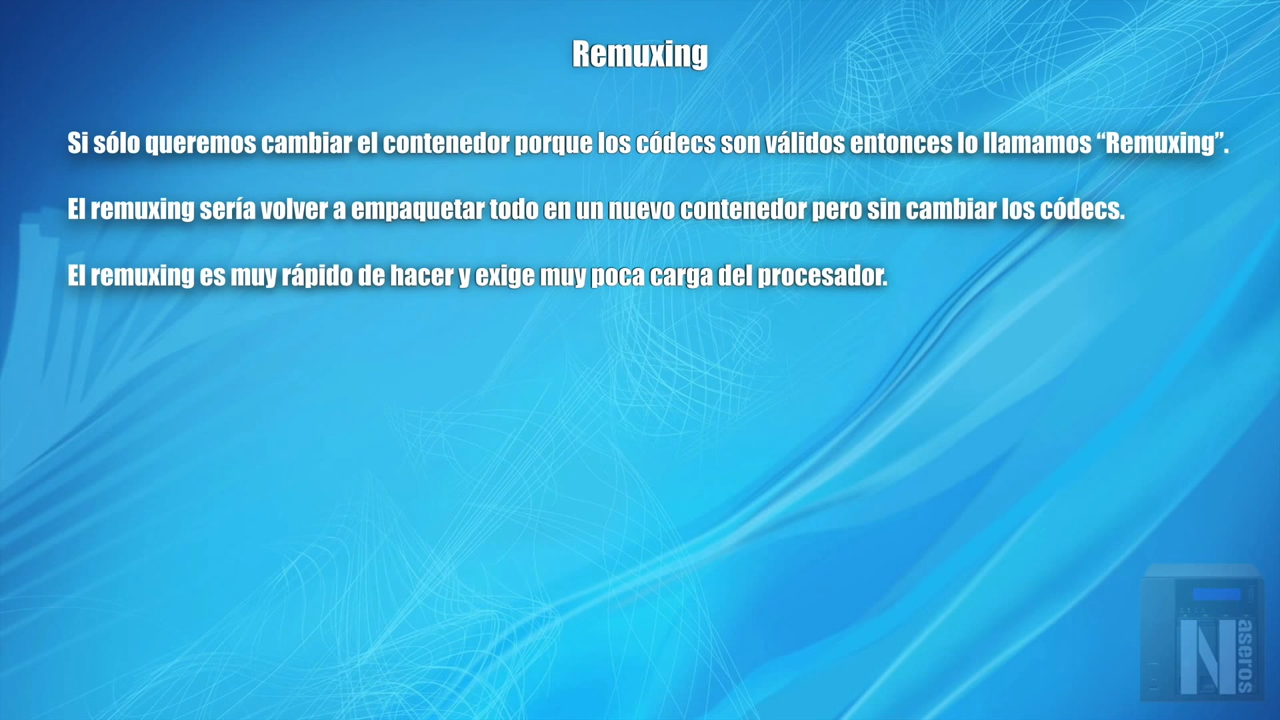 Remuxing
Si sólo queremos cambiar el contenedor porque los códecs son válidos entonces lo llamamos “Remuxing”.
El remuxing sería volver a empaquetar todo en un nuevo contenedor pero sin cambiar los códecs.
El remuxing es muy rápido de hacer y exige muy poca carga del procesador.
Naseros